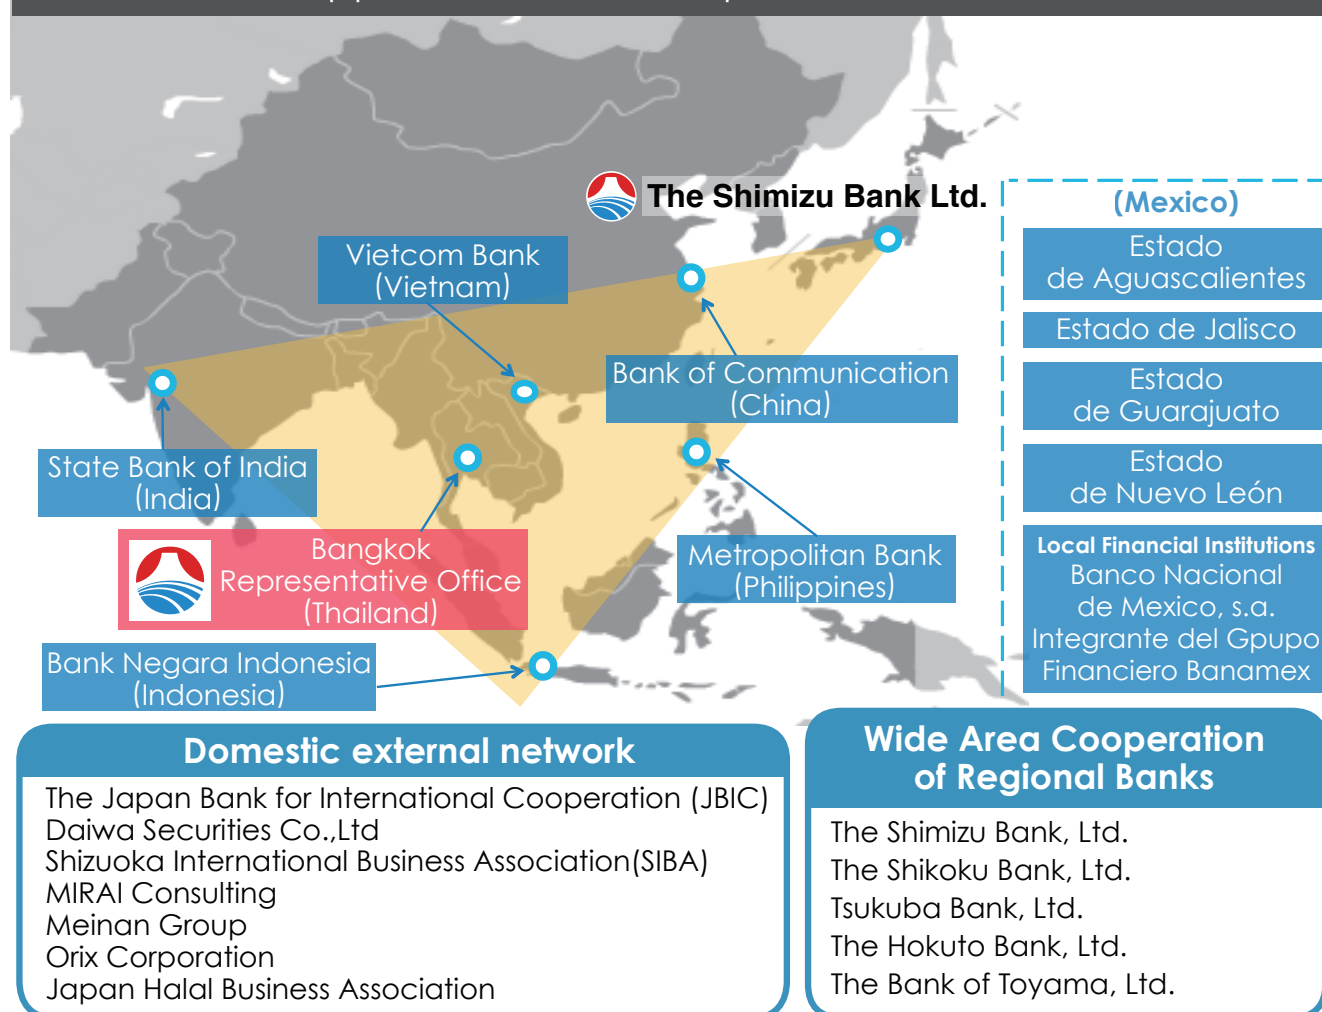 The Shimizu Bank Ltd.
Vietcom Bank
(Vietnam)
Bank of Communication
(China)
State Bank of India
(India)
Bangkok
Representative Office
(Thailand)
Metropolitan Bank
(Philippines)
Bank Negara Indonesia
(Indonesia)
(Mexico)
Estado
de Aguascalientes
Estado de Jalisco
Estado
de Guarajuato
Estado
de Nuevo León
Local Financial Institutions
Banco Nacional
de Mexico, s.a.
Integrante del Gpupo
Financiero Banamex
Domestic external network
The Japan Bank for International Cooperation (JBIC)
Daiwa Securities Co.,Ltd
Shizuoka International Business Association(SIBA)
MIRAI Consulting
Meinan Group
Orix Corporation
Japan Halal Business Association
Wide Area Cooperation
of Regional Banks
The Shimizu Bank, Ltd.
The Shikoku Bank, Ltd.
Tsukuba Bank, Ltd.
The Hokuto Bank, Ltd.
The Bank of Toyama, Ltd.